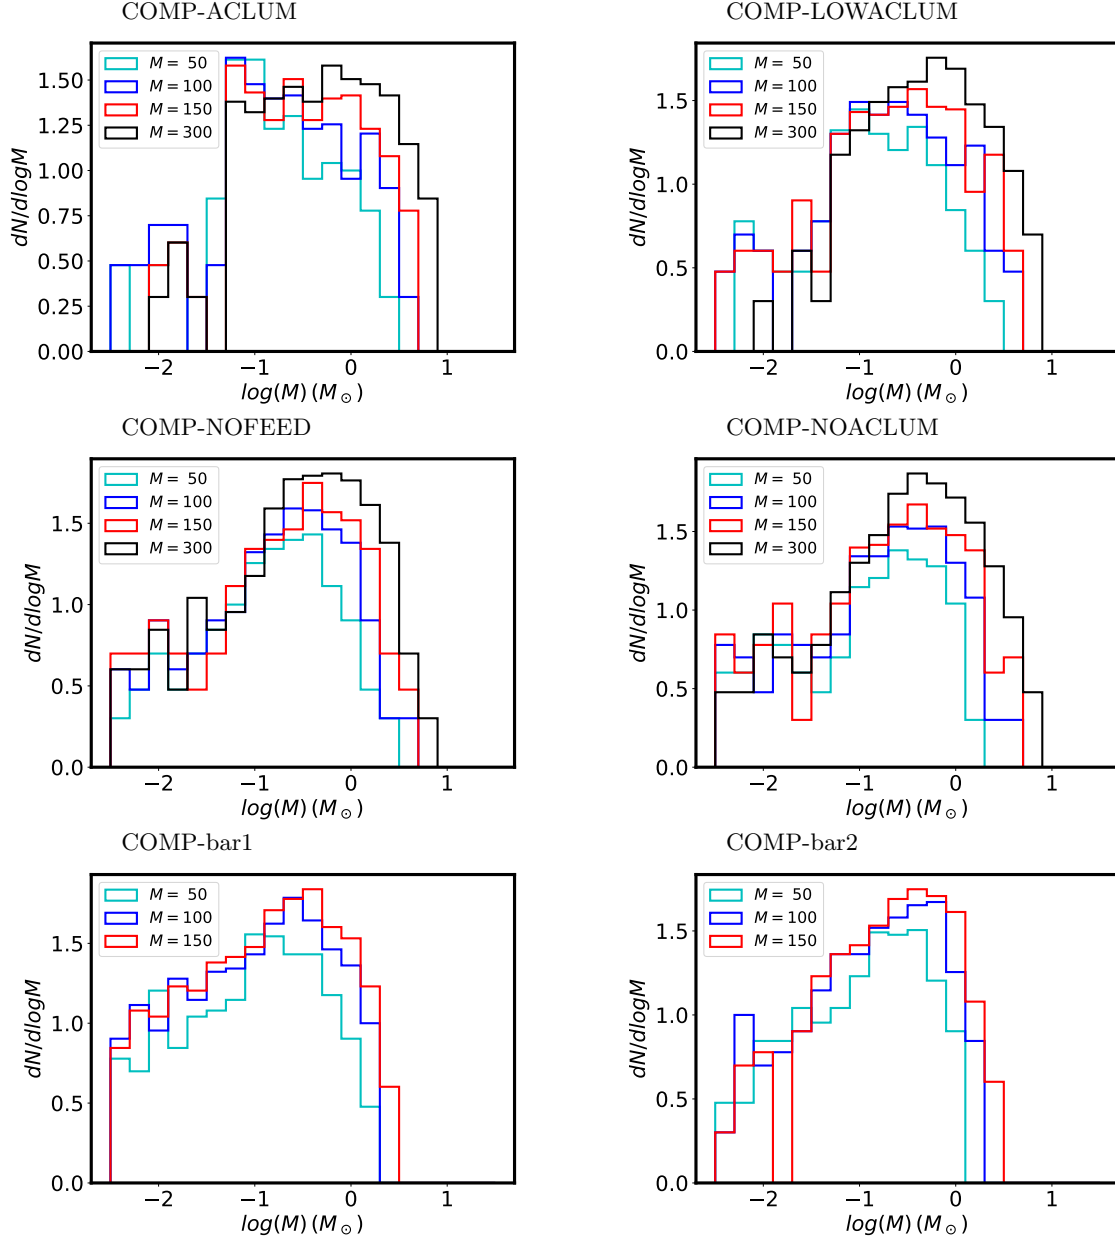 COMP-ACLUM
COMP-LOWACLUM
M = 50
M = 100
M = 150
M = 300
1.50
1.25
1.00
0.75
0.50
0.25
0.00
dN/dlogM
−2
−1
0
1
log(M) (M⊙)
M = 50
M = 100
M = 150
M = 300
1.5
1.0
0.5
0.0
dN/dlogM
−2
−1
0
1
log(M) (M⊙)
COMP-NOFEED
COMP-NOACLUM
M = 50
M = 100
M = 150
M = 300
1.5
1.0
0.5
0.0
dN/dlogM
−2
−1
0
1
log(M) (M⊙)
M = 50
M = 100
M = 150
M = 300
1.5
1.0
0.5
0.0
dN/dlogM
−2
−1
0
1
log(M) (M⊙)
COMP-bar1
COMP-bar2
M = 50
M = 100
M = 150
1.5
1.0
0.5
0.0
dN/dlogM
−2
−1
0
1
log(M) (M⊙)
M = 50
M = 100
M = 150
1.5
1.0
0.5
0.0
dN/dlogM
−2
−1
0
1
log(M) (M⊙)